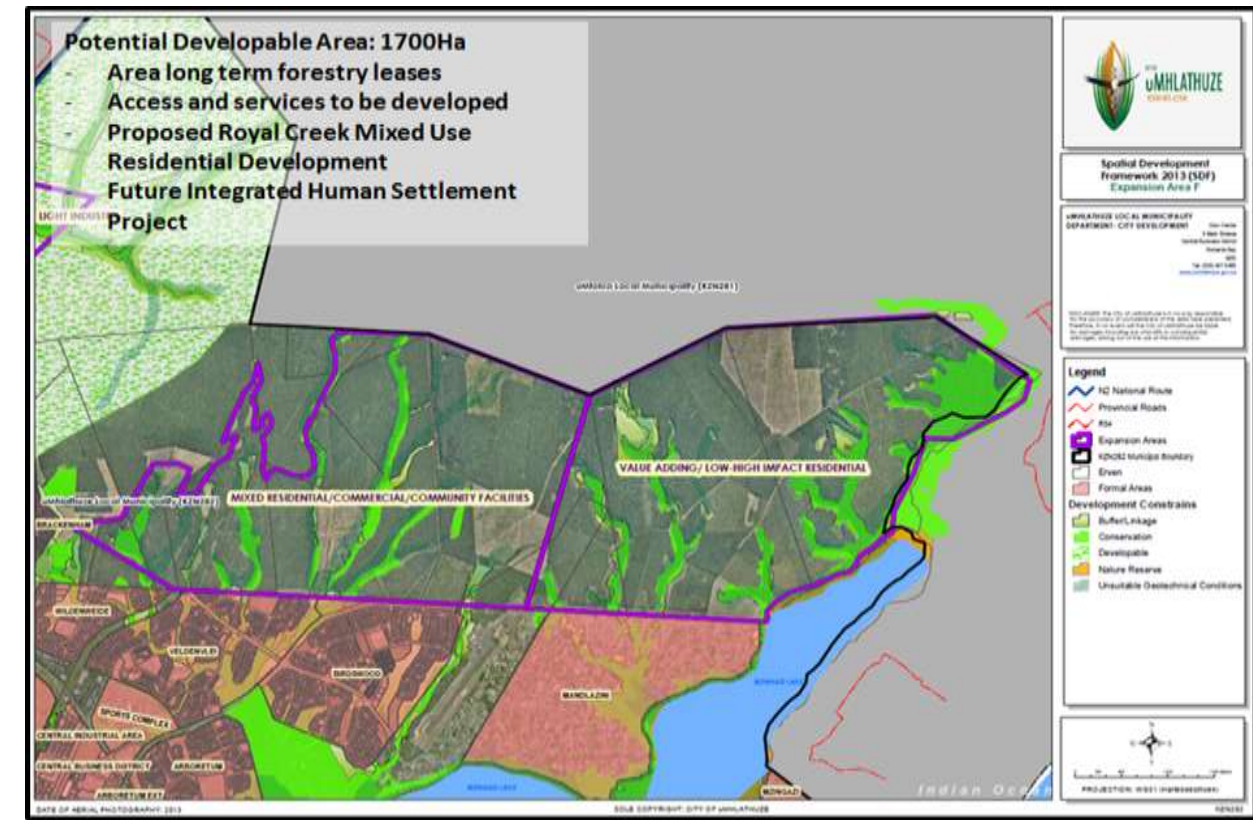 Potential Developable Area: 1700Ha
- Area long term forestry leases
- Access and services to be developed
- Proposed Royal Creek Mixed Use
Residential Development
- Future Integrated Human Settlement
Project
LIGHT INDUST
uMfolozi Local Municipality (KZN281)
VALUE ADDING/ LOW-HIGH IMPACT RESIDENTIAL
MIXED RESIDENTIAL/COMMERCIAL/COMMUNITY FACILITIES
uMhlathuze Local Municipality (KZN282)
BRACKENHAM
WILDENWEIDE
VELDENVLEI
BIRDSWOOD
MANDLAZINI
SPORTS COMPLEX
CENTRAL INDUSTRIAL AREA
CENTRAL BUSINESS DISTRICT
ARBORETUM
ARBORETUM EXT
MZINGAZI
Indian Ocean
DATE OF AERIAL PHOTOGRAPHY: 2013
SOLE COPYRIGHT: CITY OF uMHLATHUZE
KZN282
uMHLATHUZE
Spatial Development
Framework 2013 (SDF)
Expansion Area F
uMHLATHUZE LOCAL MUNICIPALITY
DEPARTMENT: CITY DEVELOPMENT
Legend
N2 National Route
Provincial Roads
R34
Expansion Areas
KZN282 Municipal Boundary
Erven
Formal Areas
Development Constrains
Buffer/Linkage
Conservation
Developable
Nature Reserve
Unsuitable Geotechnical Conditions